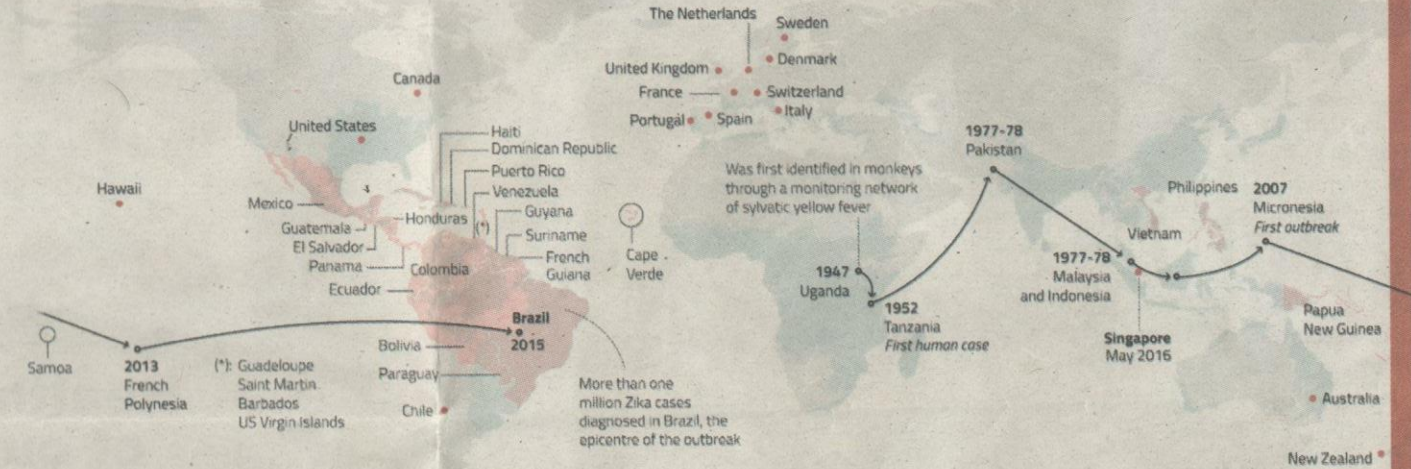 The Netherlands
Sweden
Denmark
United Kingdom
France
Switzerland
Portugal
Spain
Italy
Canada
United States
Hawaii
Mexico
Guatemala
El Salvador
Panama
Ecuador
Honduras
Colombia
Haiti
Dominican Republic
Puerto Rico
Venezuela
(*)
Guyana
Suriname
French
Guiana
Cape
Verde
Was first identified in monkeys
through a monitoring network
of sylvatic yellow fever
1947
Uganda
1952
Tanzania
First human case
1977-78
Pakistan
1977-78
Malaysia
and Indonesia
Singapore
May 2016
Vietnam
Philippines
2007
Micronesia
First outbreak
Papua
New Guinea
Australia
New Zealand
Samoa
2013
French
Polynesia
(*): Guadeloupe
Saint Martin
Barbados
US Virgin Islands
Brazil
2015
Bolivia
Paraguay
Chile
More than one
million Zika cases
diagnosed in Brazil, the
epicentre of the outbreak